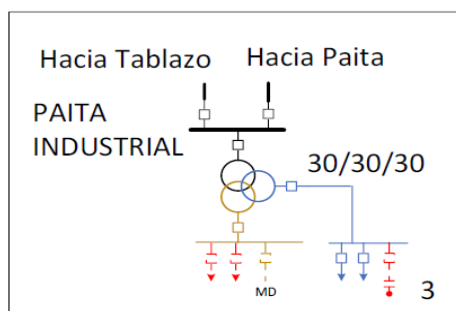 Hacia Tablazo
Hacia Paita
PAITA
INDUSTRIAL
30/30/30
MD
3